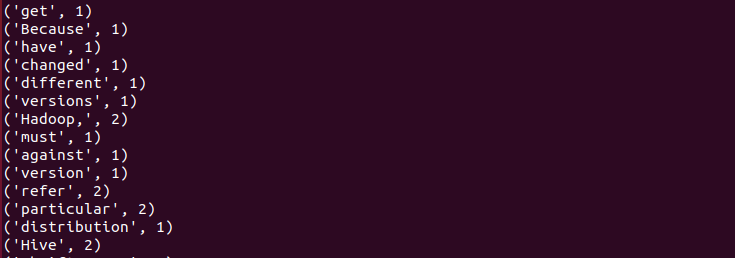 ('get', 1)
('Because', 1)
('have', 1)
('changed', 1)
('different', 1)
('versions', 1)
('Hadoop,', 2)
('must', 1)
('against', 1)
('version', 1)
('refer', 2)
('particular', 2)
('distribution', 1)
('Hive', 2)